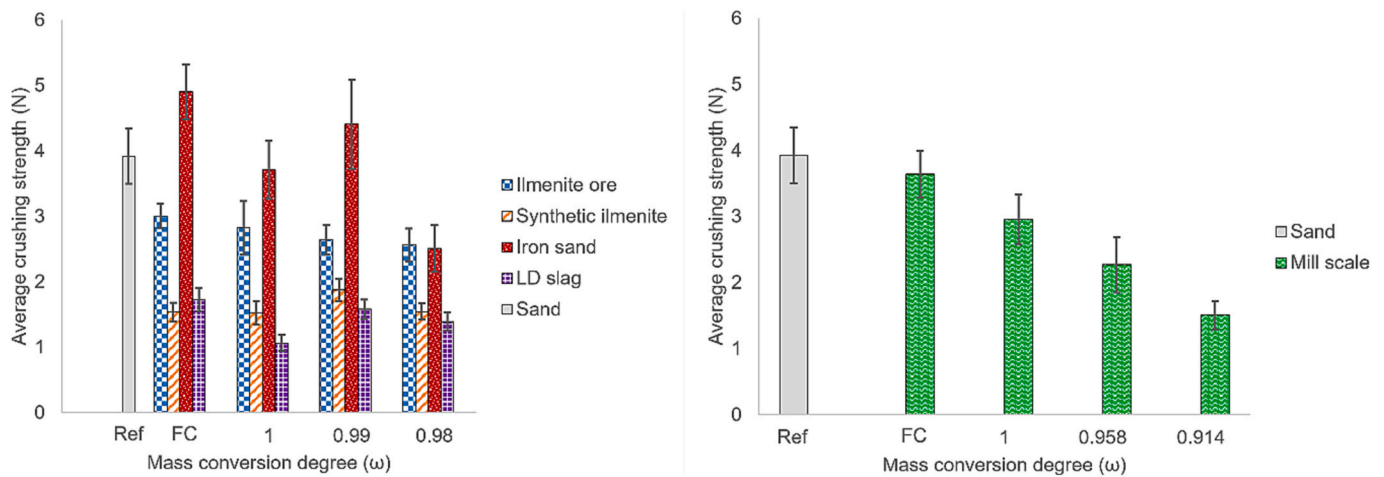 Average crushing strength (N)
6
5
4
3
2
1
0
Ref FC 1 0.99 0.98
Mass conversion degree (ω)
Ilmenite ore
Synthetic ilmenite
Iron sand
LD slag
Sand
Average crushing strength (N)
6
5
4
3
2
1
0
Ref FC 1 0.958 0.914
Mass conversion degree (ω)
Sand
Mill scale